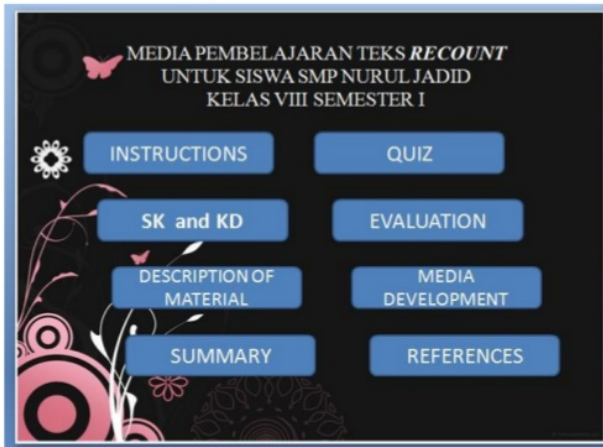 MEDIA PEMBELAJARAN TEKS RECOUNT
UNTUK SISWA SMP NURUL JADID
KELAS VIII SEMESTER I
INSTRUCTIONS
QUIZ
SK and KD
EVALUATION
DESCRIPTION OF
MATERIAL
MEDIA
DEVELOPMENT
SUMMARY
REFERENCES